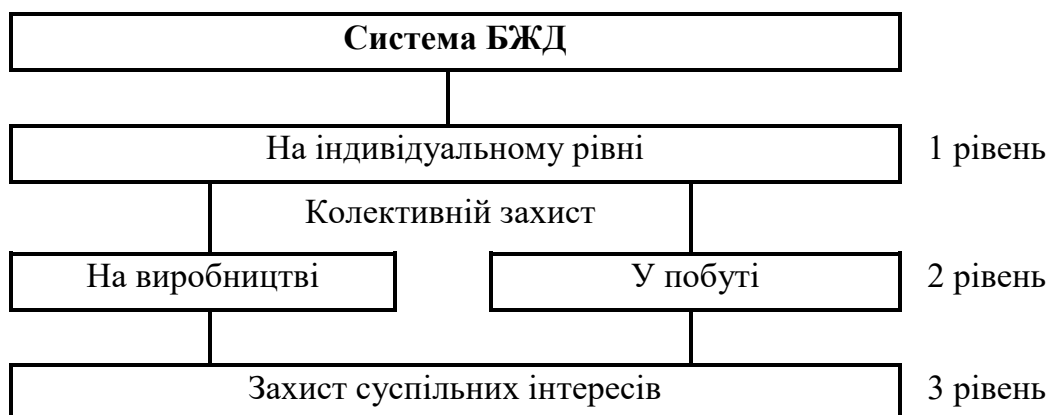 Система БЖД
На індивідуальному рівні 1 рівень
Колективній захист
На виробництві У побуті 2 рівень
Захист суспільних інтересів 3 рівень